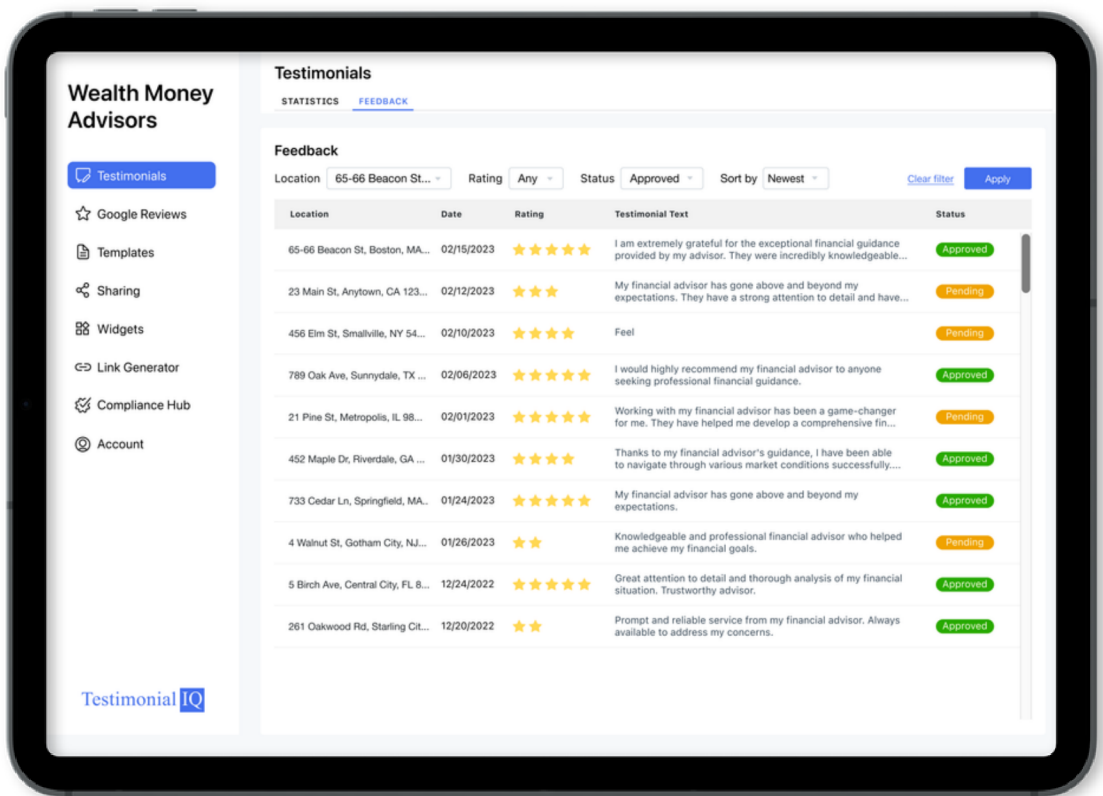 Wealth Money
Advisors
Testimonials
Google Reviews
Templates
Sharing
Widgets
Link Generator
Compliance Hub
Account
Testimonial IQ
Testimonials
STATISTICS FEEDBACK
Feedback
Location 65-66 Beacon St... Rating Any Status Approved Sort by Newest Clear filter Apply
Location Date Rating Testimonial Text Status
65-66 Beacon St, Boston, MA... 02/15/2023 I am extremely grateful for the exceptional financial guidance
provided by my advisor. They were incredibly knowledgeable... Approved
23 Main St, Anytown, CA 123... 02/12/2023 My financial advisor has gone above and beyond my
expectations. They have a strong attention to detail and have... Pending
456 Elm St, Smallville, NY 54... 02/10/2023 Feel Pending
789 Oak Ave, Sunnydale, TX ... 02/06/2023 I would highly recommend my financial advisor to anyone
seeking professional financial guidance. Approved
21 Pine St, Metropolis, IL 98... 02/01/2023 Working with my financial advisor has been a game-changer
for me. They have helped me develop a comprehensive fin... Pending
452 Maple Dr, Riverdale, GA ... 01/30/2023 Thanks to my financial advisor's guidance, I have been able
to navigate through various market conditions successfully.... Approved
733 Cedar Ln, Springfield, MA.. 01/24/2023 My financial advisor has gone above and beyond my
expectations. Approved
4 Walnut St, Gotham City, NJ... 01/26/2023 Knowledgeable and professional financial advisor who helped
me achieve my financial goals. Pending
5 Birch Ave, Central City, FL 8... 12/24/2022 Great attention to detail and thorough analysis of my financial
situation. Trustworthy advisor. Approved
261 Oakwood Rd, Starling Cit... 12/20/2022 Prompt and reliable service from my financial advisor. Always
available to address my concerns. Approved